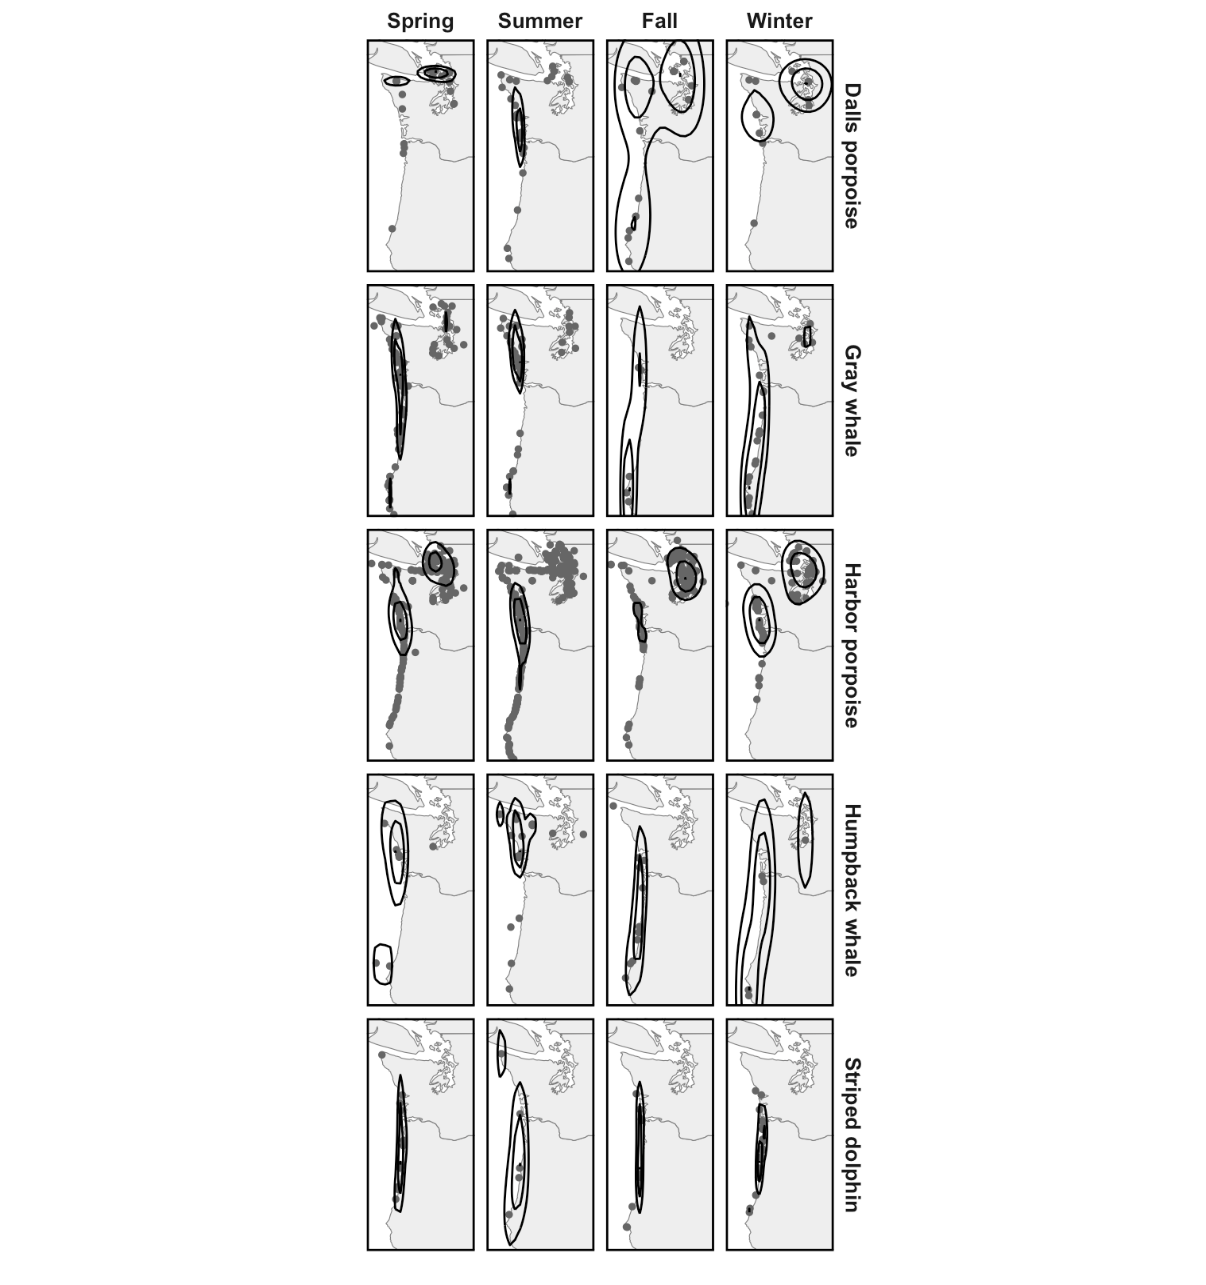 Spring Summer Fall Winter
Dalls porpoise
Gray whale
Harbor porpoise
Humpback whale
Striped dolphin